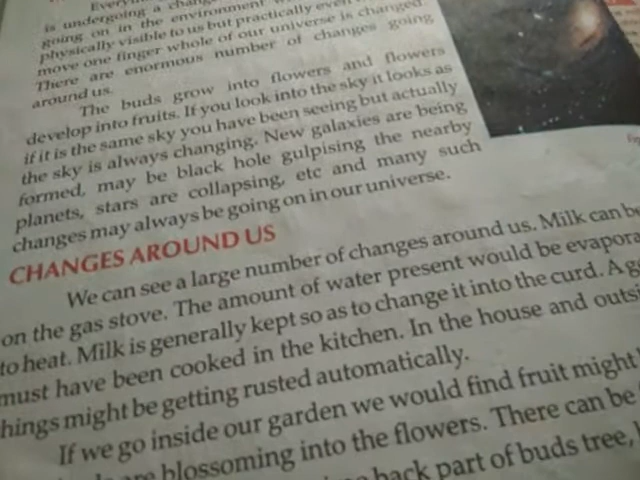 is undergoing a
going on in the environment
physically visible to us but practically even
move one finger whole of our universe is changed.
There are enormous number of changes going
around us.
The buds grow into flowers and flowers
develop into fruits. If you look into the sky it looks as
if it is the same sky you have been seeing but actually
the sky is always changing. New galaxies are being
formed, may be black hole gulpising the nearby
planets, stars are collapsing, etc and many such
changes may always be going on in our universe.
CHANGES AROUND US
We can see a large number of changes around us. Milk can be
on the gas stove. The amount of water present would be evapora
to heat. Milk is generally kept so as to change it into the curd. A
must have been cooked in the kitchen. In the house and outsi
hings might be getting rusted automatically.
If we go inside our garden we would find fruit might
are blossoming into the flowers. There can be
back part of buds tree,